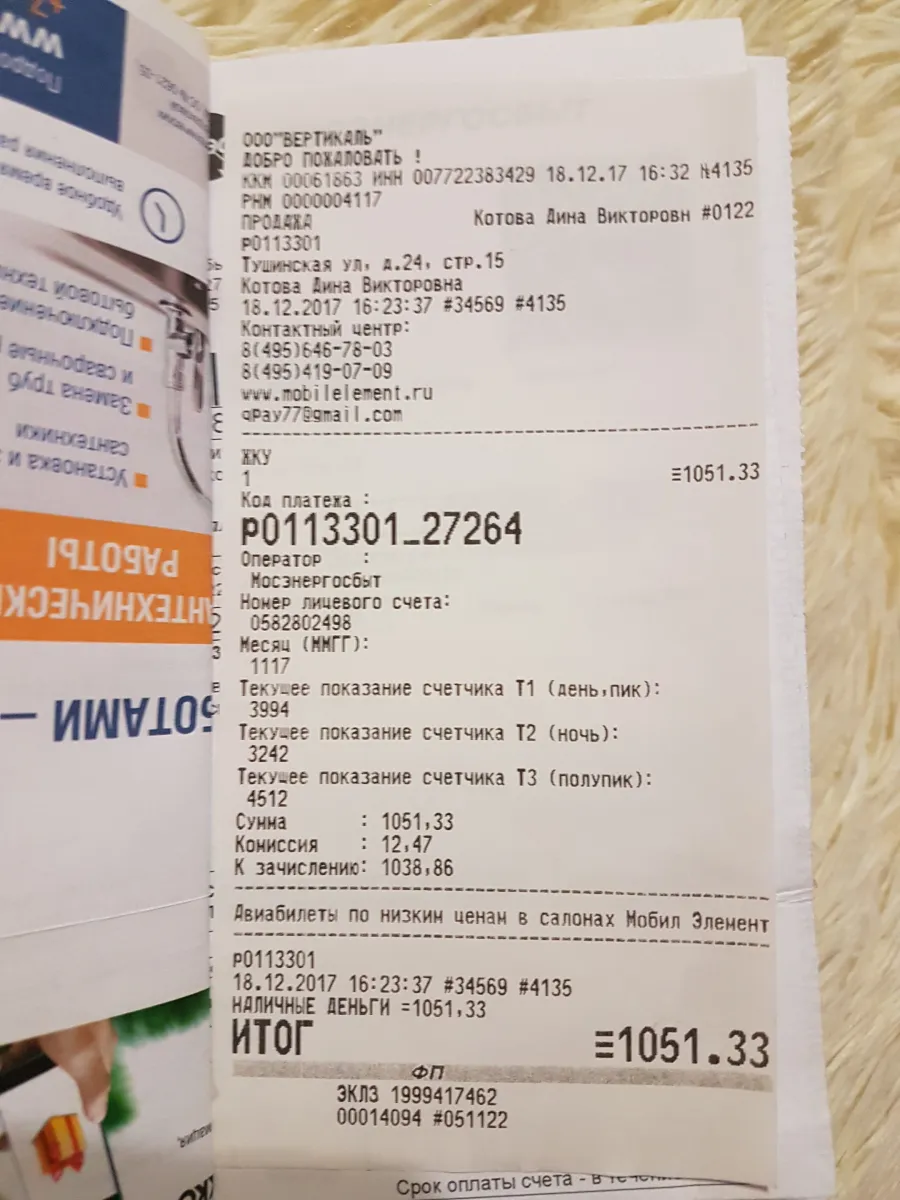 ООО"ВЕРТИКАЛЬ"
ДОБРО ПОЖАЛОВАТЬ !
ККМ 00061863 ИНН 007722383429 18.12.17 16:32 №4135
РНМ 0000004117
ПРОДАЖА Котова Дина Викторовн #0122
р0113301
Тушинская ул, д.24, стр.15
Котова Дина Викторовна
18.12.2017 16:23:37 #34569 #4135
Контактный центр:
8(495)646-78-03
8(495)419-07-09
www.mobilelement.ru
qPay77@gmail.com
ЖКУ
1 ≡1051.33
Код платежа :
р0113301_27264
Оператор :
Мосэнергосбыт
Номер лицевого счета:
0582802498
Месяц (ММГГ):
1117
Текущее показание счетчика Т1 (день,пик):
3994
Текущее показание счетчика Т2 (ночь):
3242
Текущее показание счетчика Т3 (полупик):
4512
Сумма : 1051,33
Комиссия : 12,47
К зачислению: 1038,86
Авиабилеты по низким ценам в салонах Мобил Элемент
р0113301
18.12.2017 16:23:37 #34569 #4135
НАЛИЧНЫЕ ДЕНЬГИ =1051,33
ИТОГ ≡1051.33
ФП
ЭКЛЗ 1999417462
00014094 #051122
Срок оплаты счета - в
БОТАМИ —
АНТЕХНИЧЕСКИ
РАБОТЫ
Установка и
сантехники
Замена труб
и сварочные
Подключение
бытовой техн
Удобное время
выполнения ра
Подро